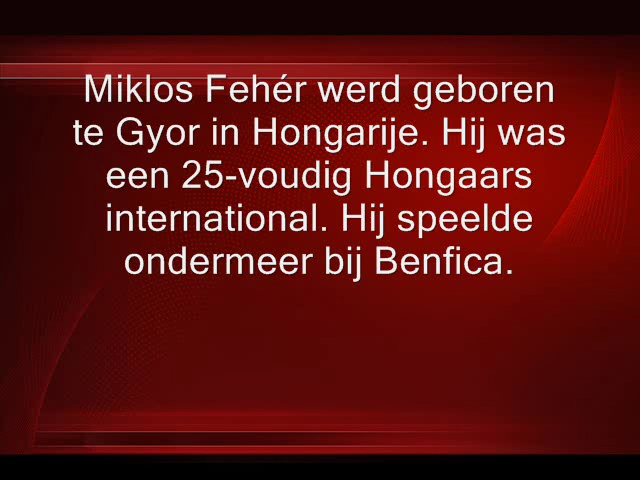 Miklos Fehér werd geboren
te Gyor in Hongarije. Hij was
een 25-voudig Hongaars
international. Hij speelde
ondermeer bij Benfica.